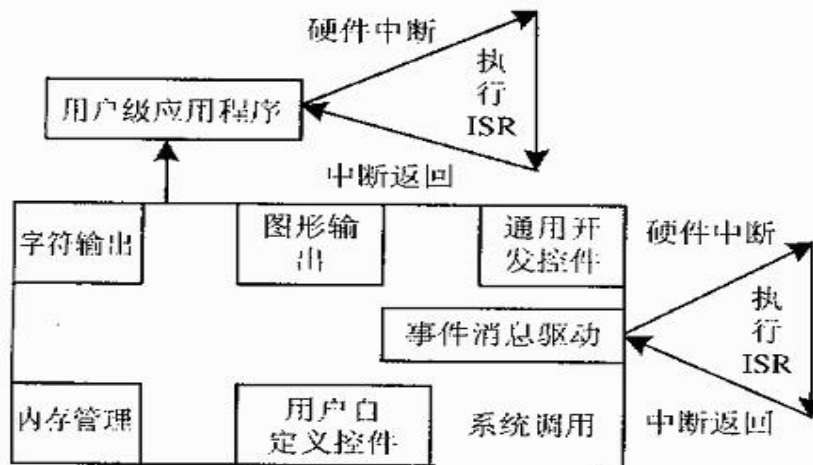 硬件中断
执
行
ISR
用户级应用程序
中断返回
字符输出
图形输
出
通用开
发控件
硬件中断
事件消息驱动
执
行
ISR
内存管理
用户自
定义控件
系统调用
中断返回